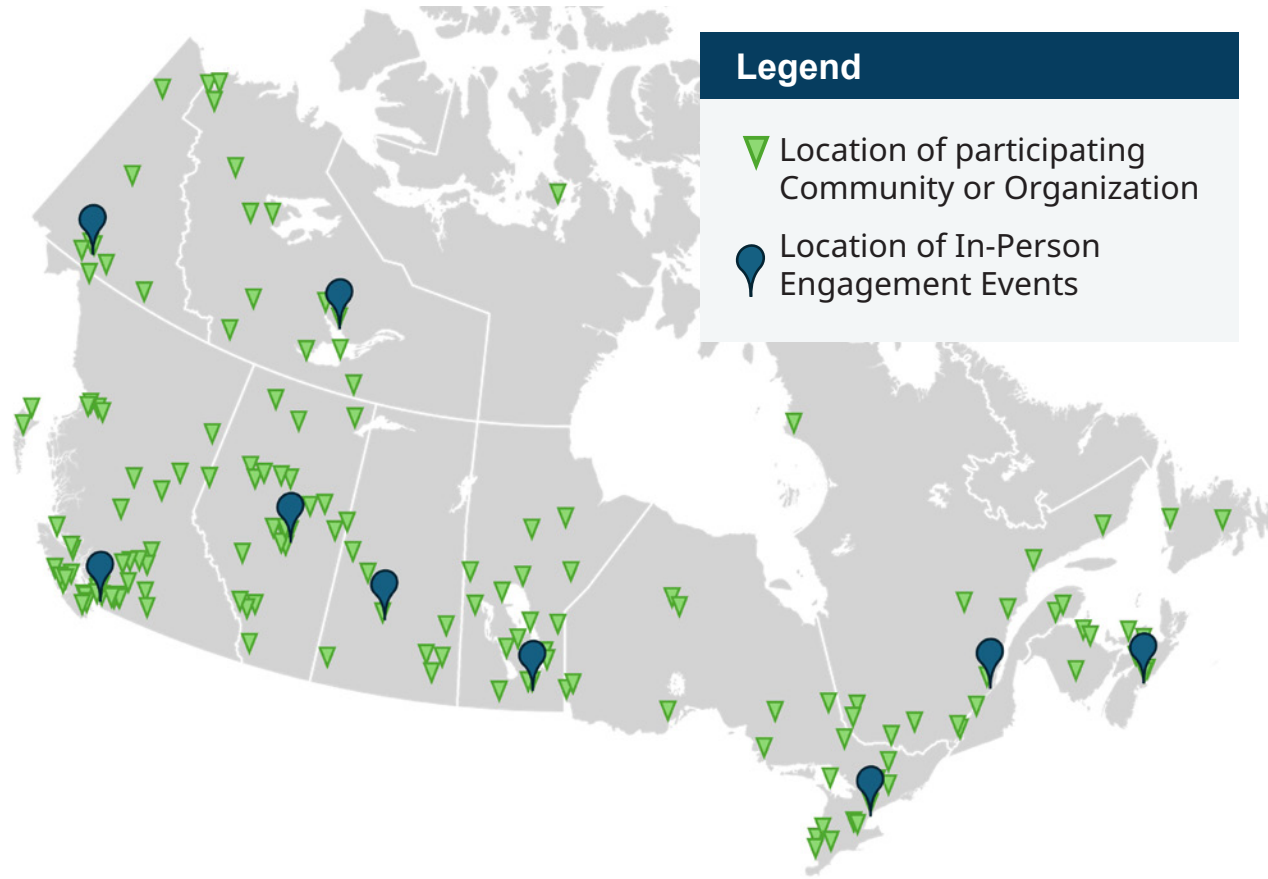 Legend
Location of participating
Community or Organization
Location of In-Person
Engagement Events